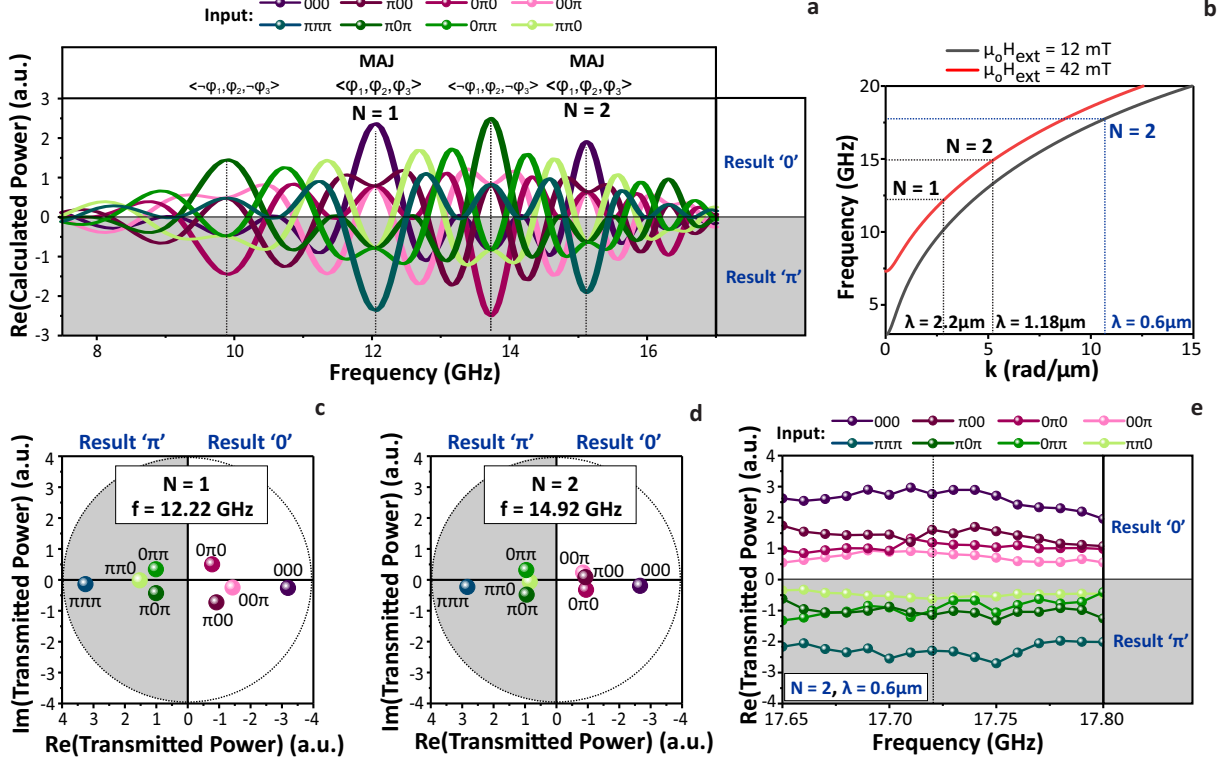 Input:
000
π00
0π0
00π
πππ
π0π
0ππ
ππ0
a
MAJ
MAJ
<¬φ₁,φ₂,¬φ₃>
<φ₁,φ₂,φ₃>
<¬φ₁,φ₂,¬φ₃>
<φ₁,φ₂,φ₃>
N = 1
N = 2
Result ‘0’
Result ‘π’
3
2
1
0
-1
-2
-3
Re(Calculated Power) (a.u.)
8
10
12
14
16
Frequency (GHz)
b
μₒHext = 12 mT
μₒHext = 42 mT
20
15
10
5
Frequency (GHz)
N = 2
N = 2
N = 1
λ = 2.2μm
λ = 1.18μm
λ = 0.6μm
0
5
10
15
k (rad/μm)
c
Result ‘π’
Result ‘0’
N = 1
f = 12.22 GHz
4
3
2
1
0
-1
-2
-3
-4
Im(Transmitted Power) (a.u.)
0ππ
0π0
ππ0
000
πππ
π0π
π00
00π
4
3
2
1
0
-1
-2
-3
-4
Re(Transmitted Power) (a.u.)
d
Result ‘π’
Result ‘0’
N = 2
f = 14.92 GHz
4
3
2
1
0
-1
-2
-3
-4
Im(Transmitted Power) (a.u.)
0ππ
00π
π00
000
πππ
ππ0
π0π
0π0
4
3
2
1
0
-1
-2
-3
-4
Re(Transmitted Power) (a.u.)
e
Input:
000
π00
0π0
00π
πππ
π0π
0ππ
ππ0
4
3
2
1
0
-1
-2
-3
-4
Re(Transmitted Power) (a.u.)
Result ‘0’
Result ‘π’
N = 2, λ = 0.6μm
17.65
17.70
17.75
17.80
Frequency (GHz)